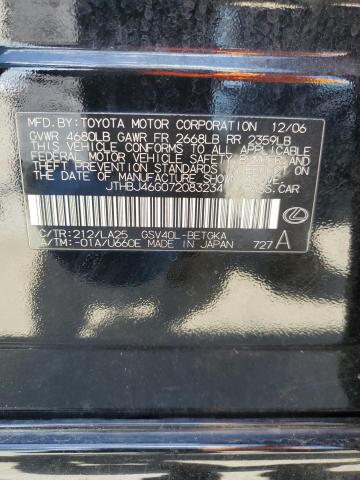 MFD.BY:TOYOTA MOTOR CORPORATION 12/06
GVWR 4680LB GAWR FR 2668LB RR 2359LB
THIS VEHICLE CONFORMS TO ALL APPLICABLE
FEDERAL MOTOR VEHICLE SAFETY, BUMPER, AND
THEFT PREVENTION STANDARDS IN EFFECT ON
THE DATE OF MANUFACTURE SHOWN ABOVE.
JTHBJ46G072083234 PASS.CAR
C/TR:212/LA25 GSV40L-BETGKA
A/TM:-01A/U660E MADE IN JAPAN 727 A